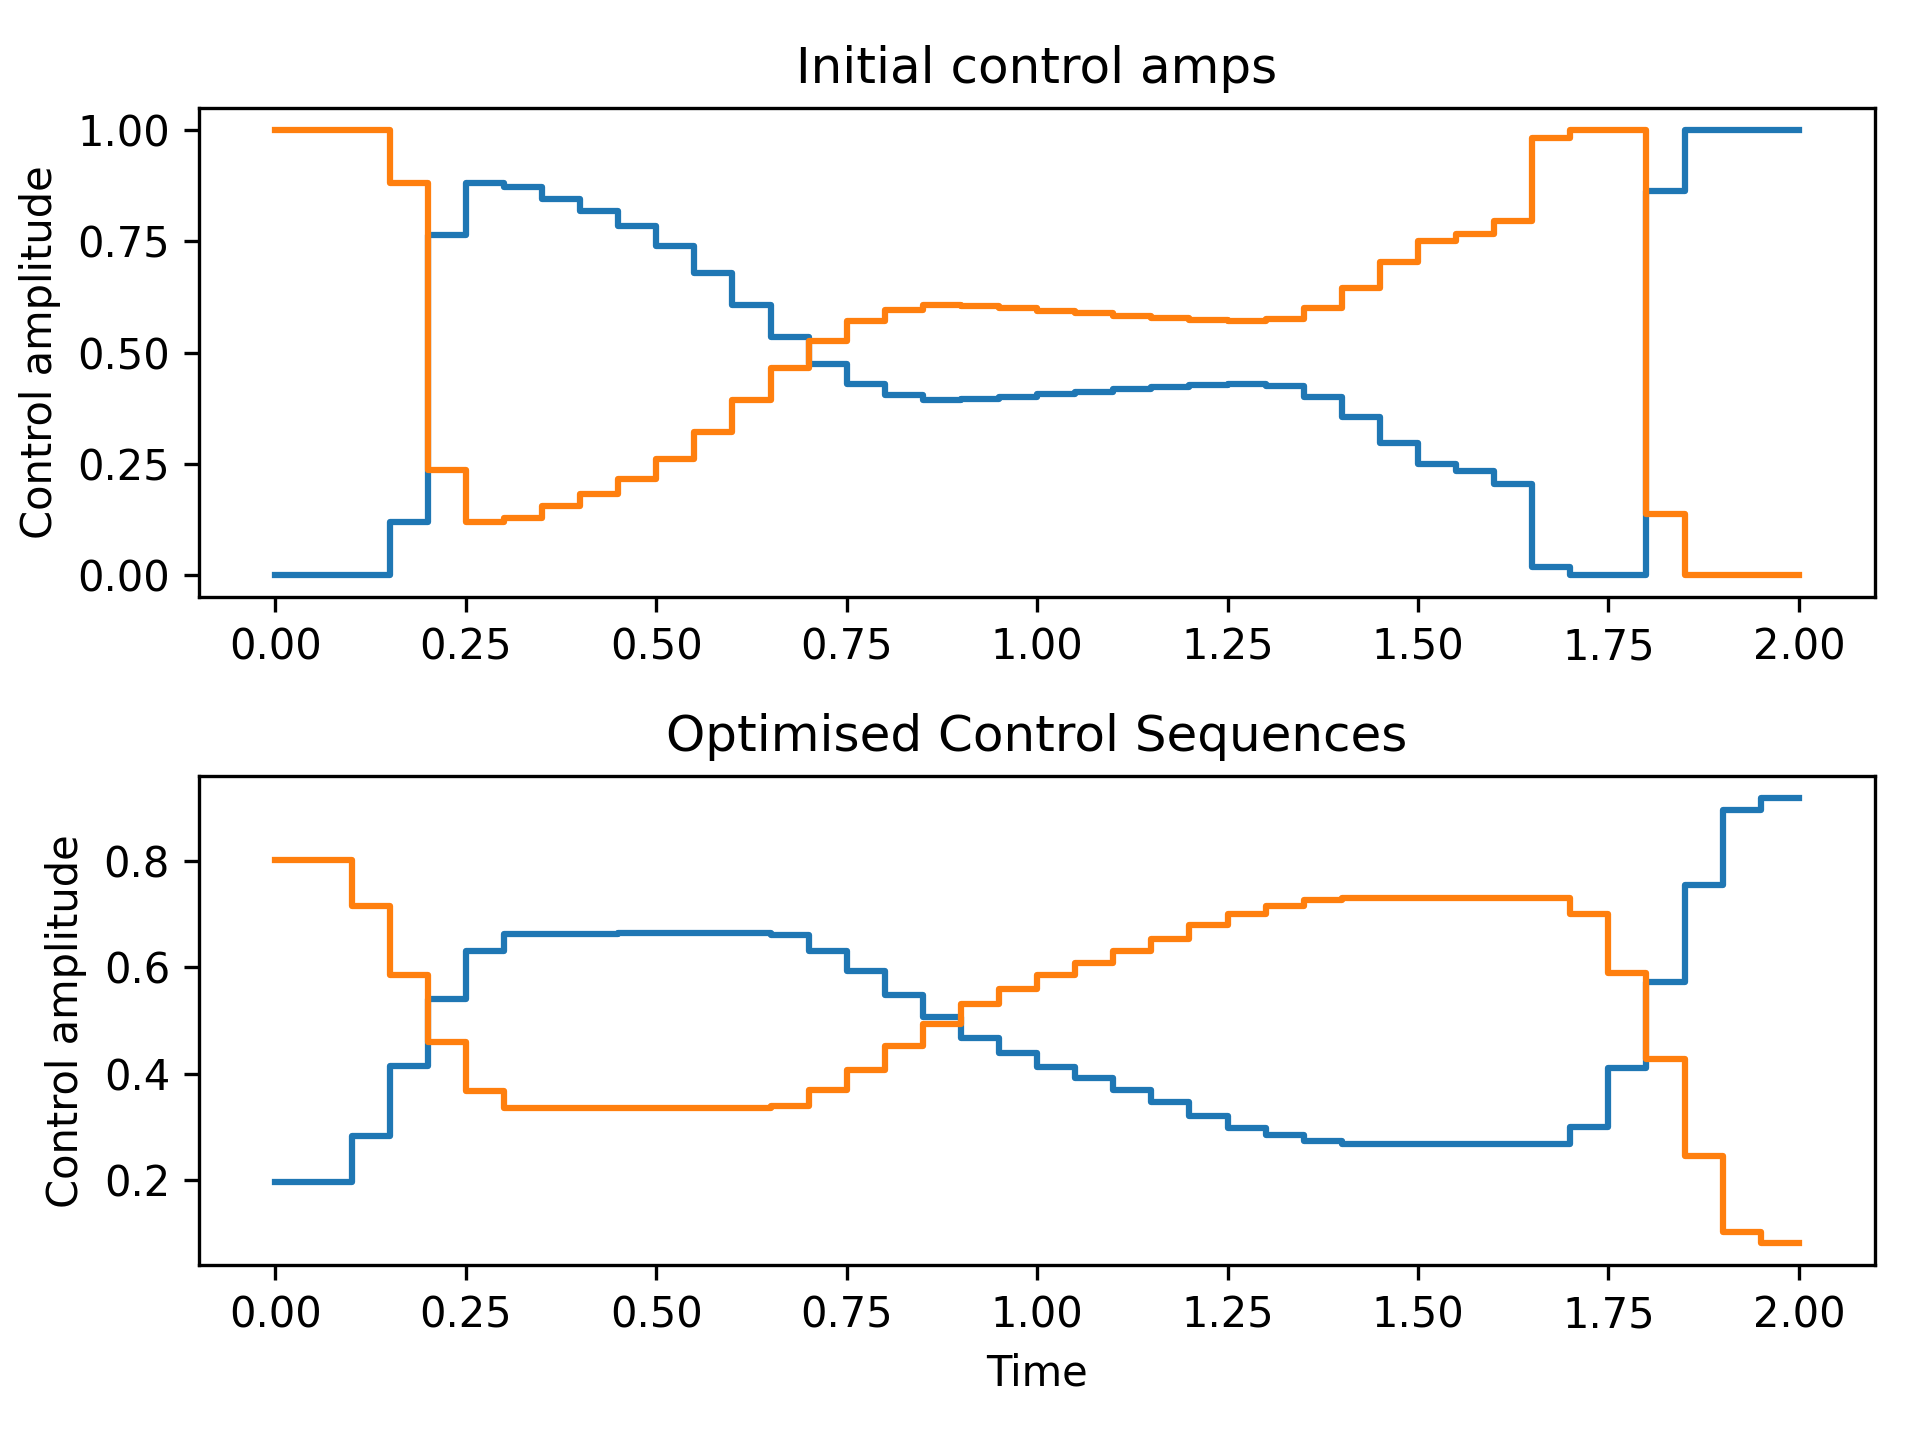 Initial control amps
Control amplitude
1.00
0.75
0.50
0.25
0.00
0.00 0.25 0.50 0.75 1.00 1.25 1.50 1.75 2.00
Optimised Control Sequences
Control amplitude
0.8
0.6
0.4
0.2
0.00 0.25 0.50 0.75 1.00 1.25 1.50 1.75 2.00
Time